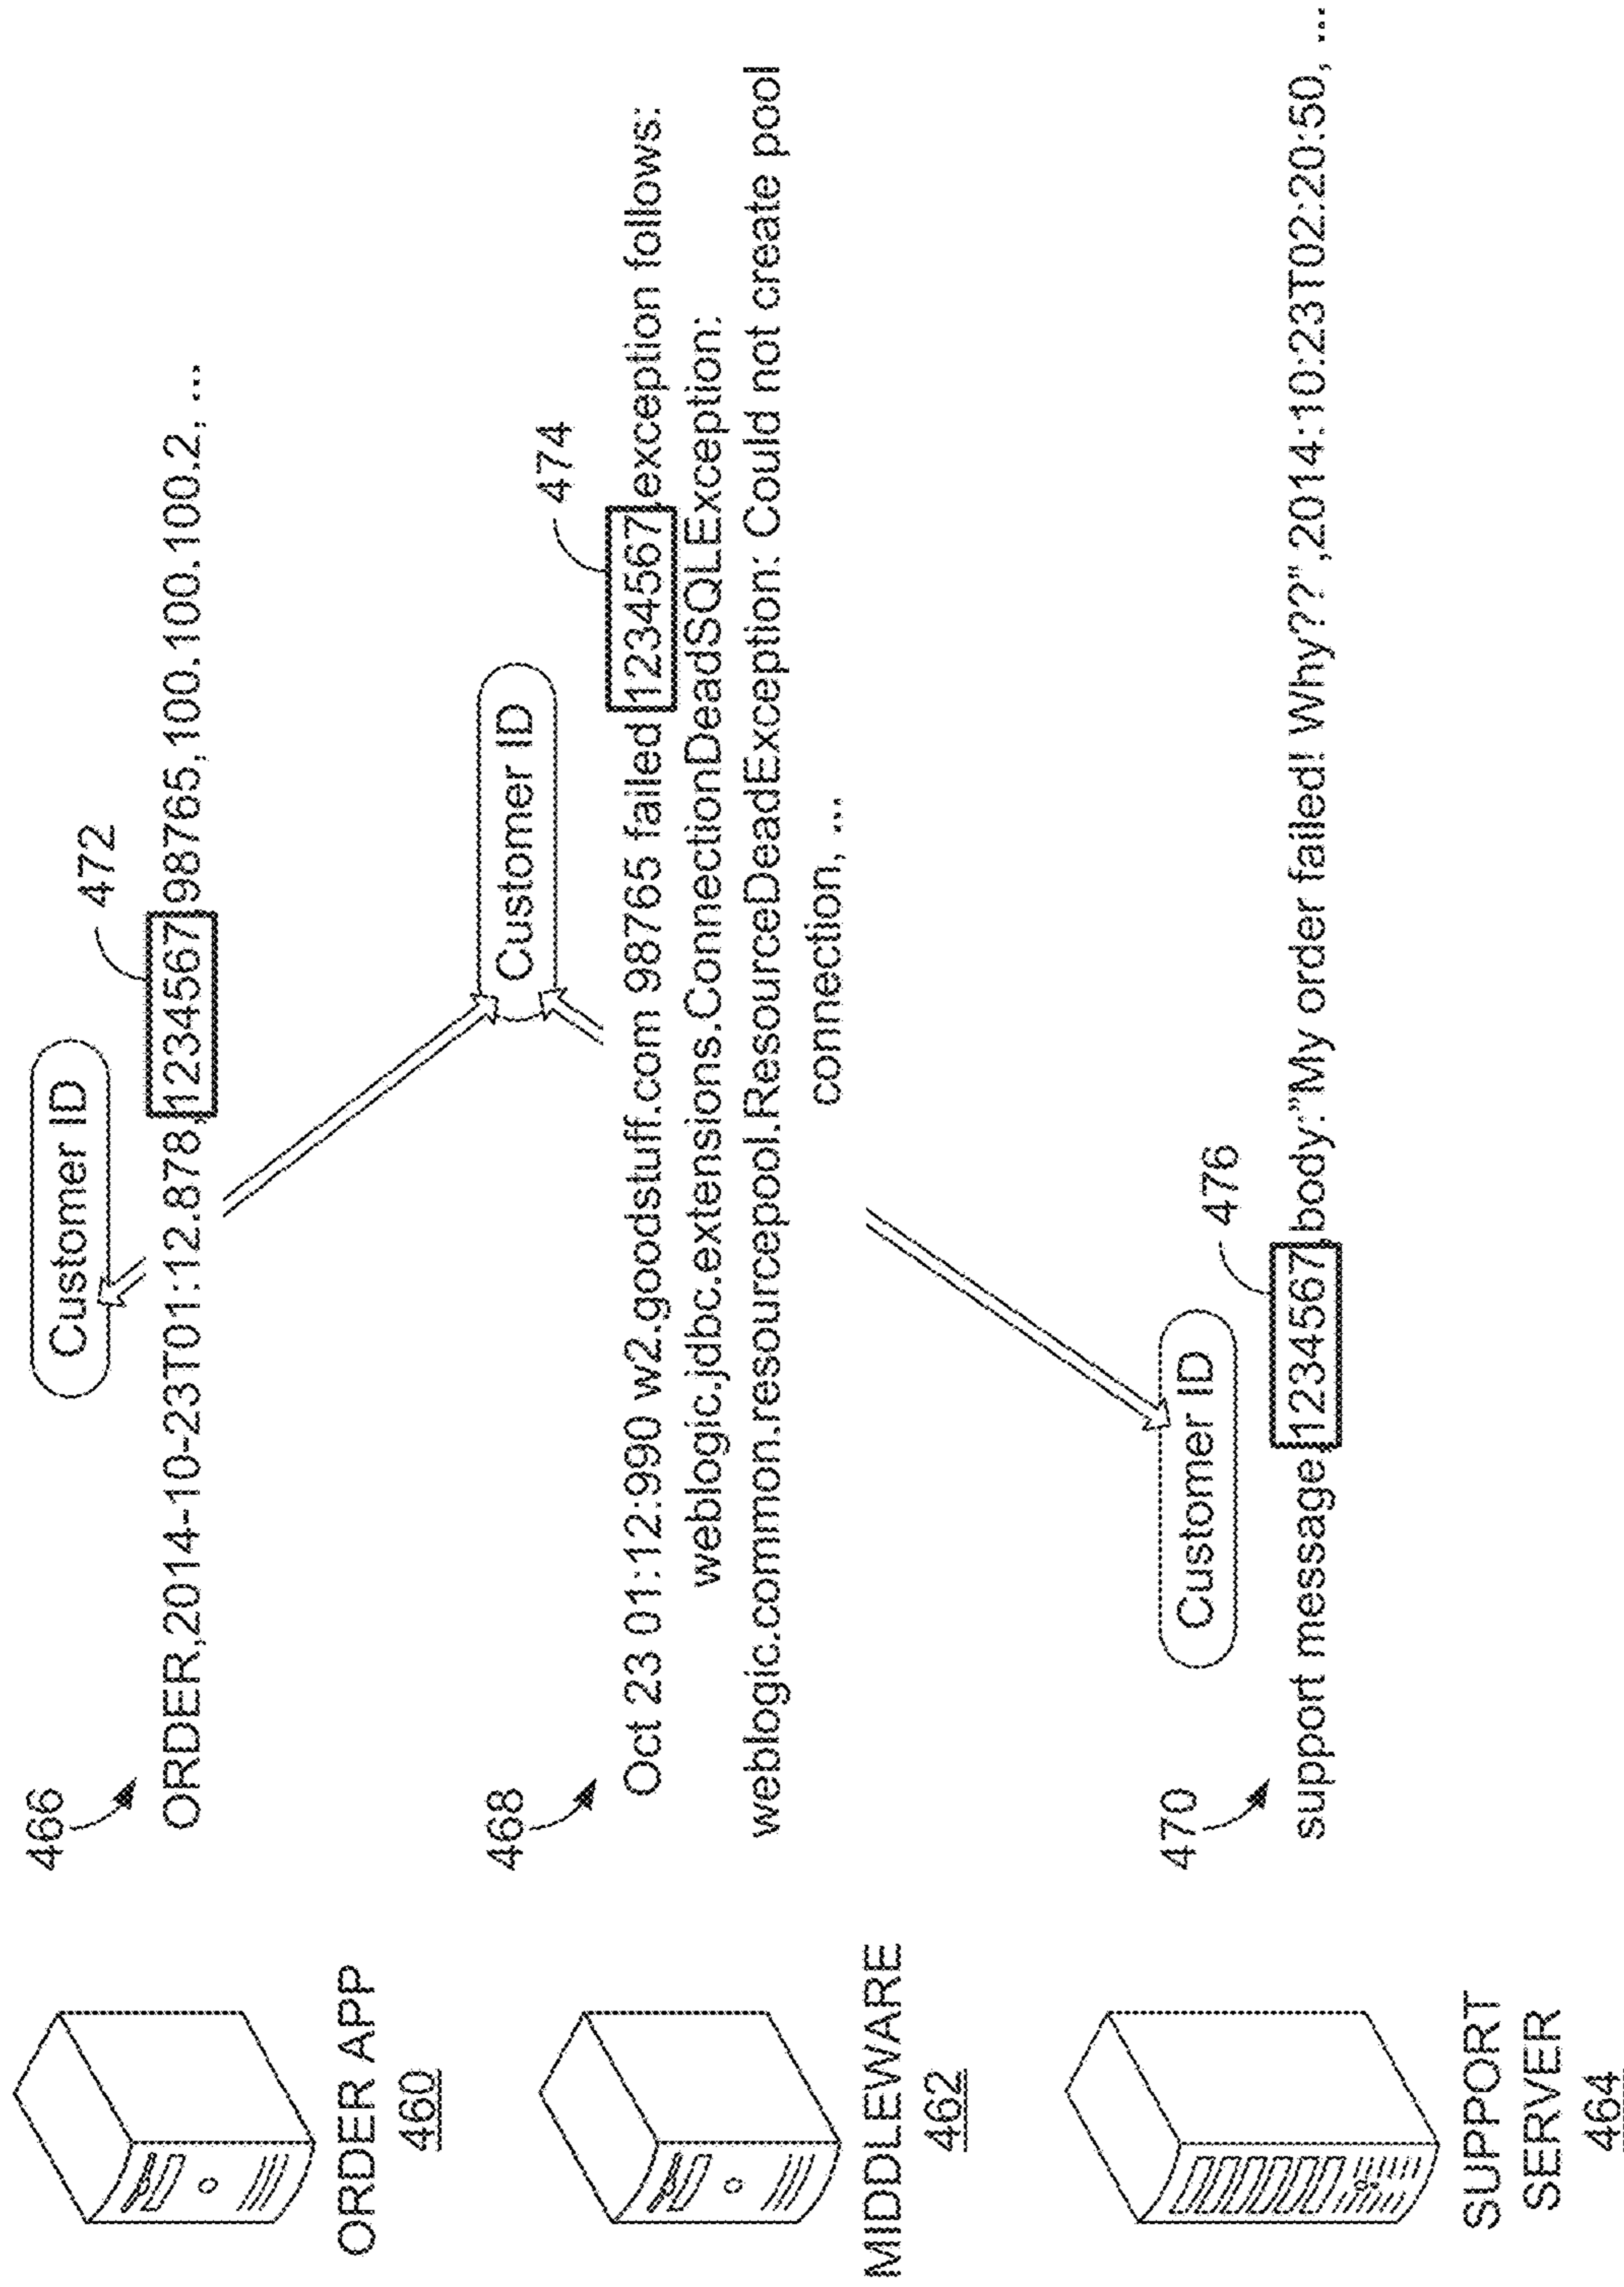 466
Customer ID
472
ORDER,2014-10-23T01:12.878,1234567,98765,100.100.100.2, ...
ORDER APP
460
468
Customer ID
474
Oct 23 01:12:990 w2.goodstuff.com 98765 failed 1234567,exception follows:
weblogic.jdbc.extensions.ConnectionDeadSQLException:
weblogic.common.resourcepool.ResourceDeadException: Could not create pool
connection, ...
MIDDLEWARE
462
470
Customer ID
476
support message,1234567,body:"My order failed! Why??",2014:10:23T02:20:50, ...
SUPPORT
SERVER
464